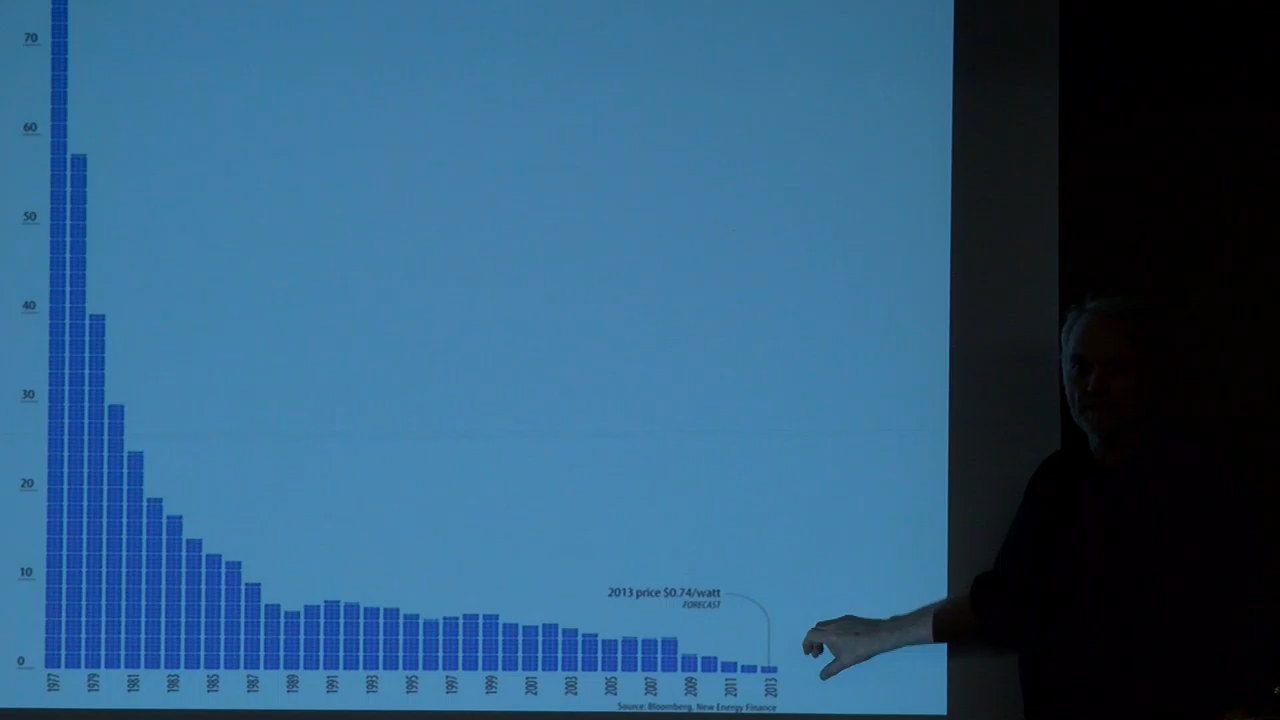 70
60
50
40
30
20
10
2013 price $0.74/watt
FORECAST
0
1977 1979 1981 1983 1985 1987 1989 1991 1993 1995 1997 1999 2001 2003 2005 2007 2009 2011 2013
Source: Bloomberg, New Energy Finance